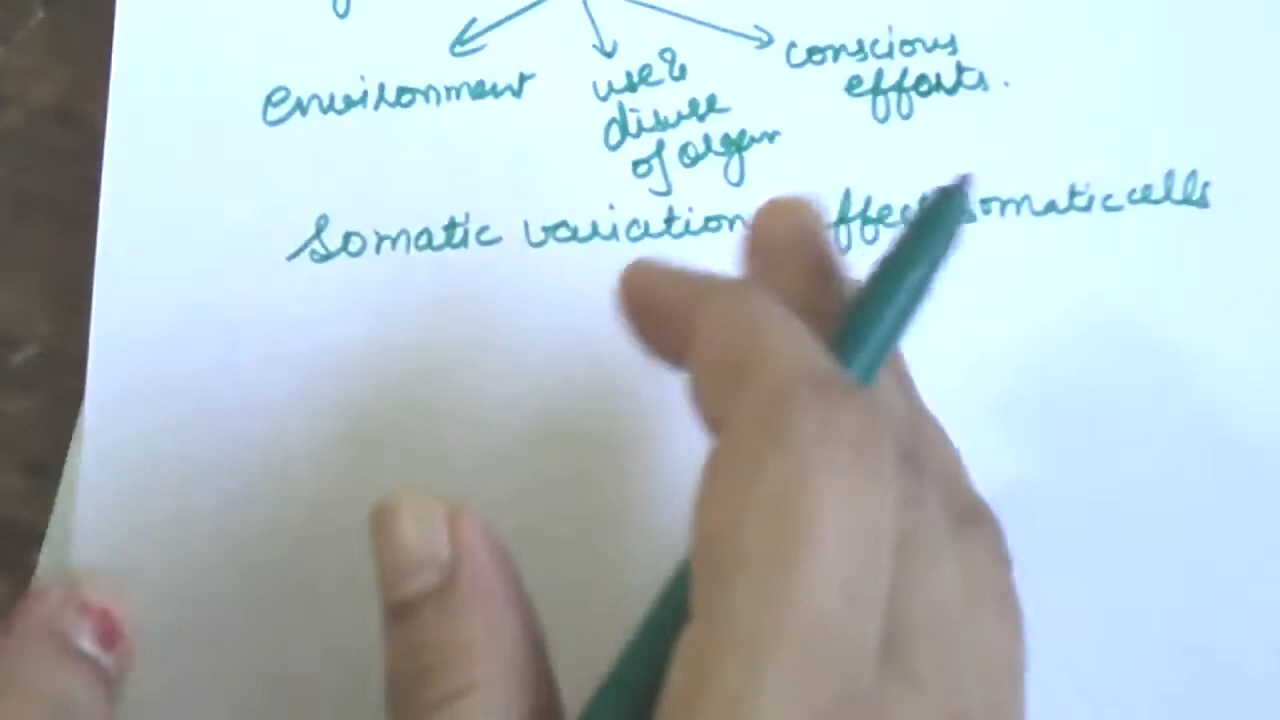 environment
use &
disuse
of organ
conscious
efforts.
Somatic variation somatic cells